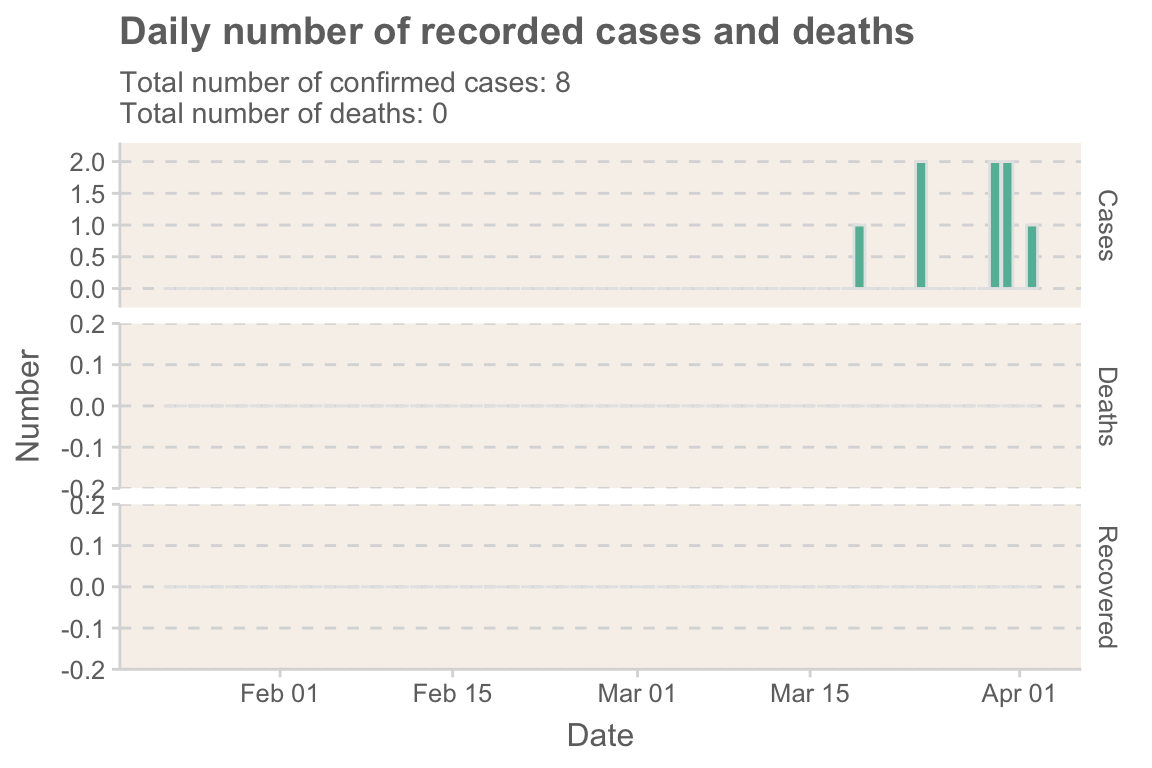 Daily number of recorded cases and deaths
Total number of confirmed cases: 8
Total number of deaths: 0
2.0
1.5
1.0
0.5
0.0
Cases
0.2
0.1
0.0
-0.1
-0.2
Deaths
Number
0.2
0.1
0.0
-0.1
-0.2
Recovered
Feb 01 Feb 15 Mar 01 Mar 15 Apr 01
Date